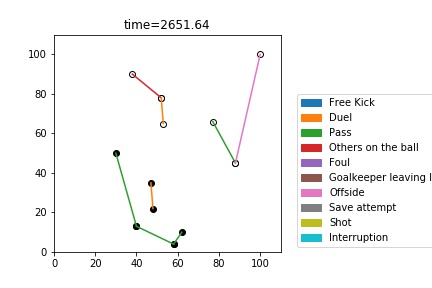 time=2651.64
100
80
60
40
20
0
0 20 40 60 80 100
Free Kick
Duel
Pass
Others on the ball
Foul
Goalkeeper leaving
Offside
Save attempt
Shot
Interruption